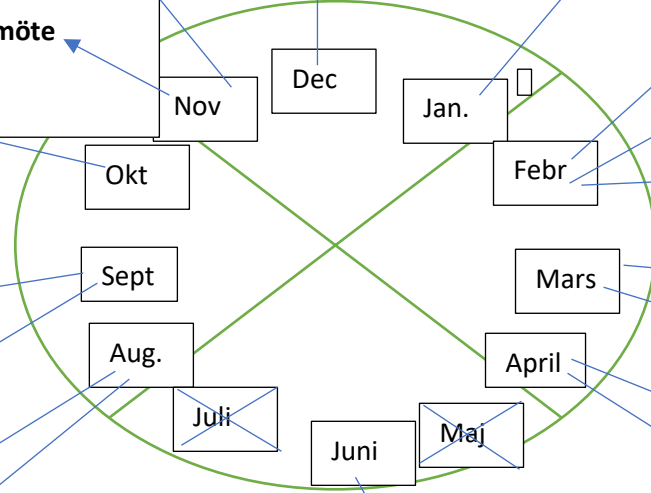 möte
Dec
Jan.
Nov
Febr
Okt
Sept
Mars
Aug.
April
Juli
Maj
Juni